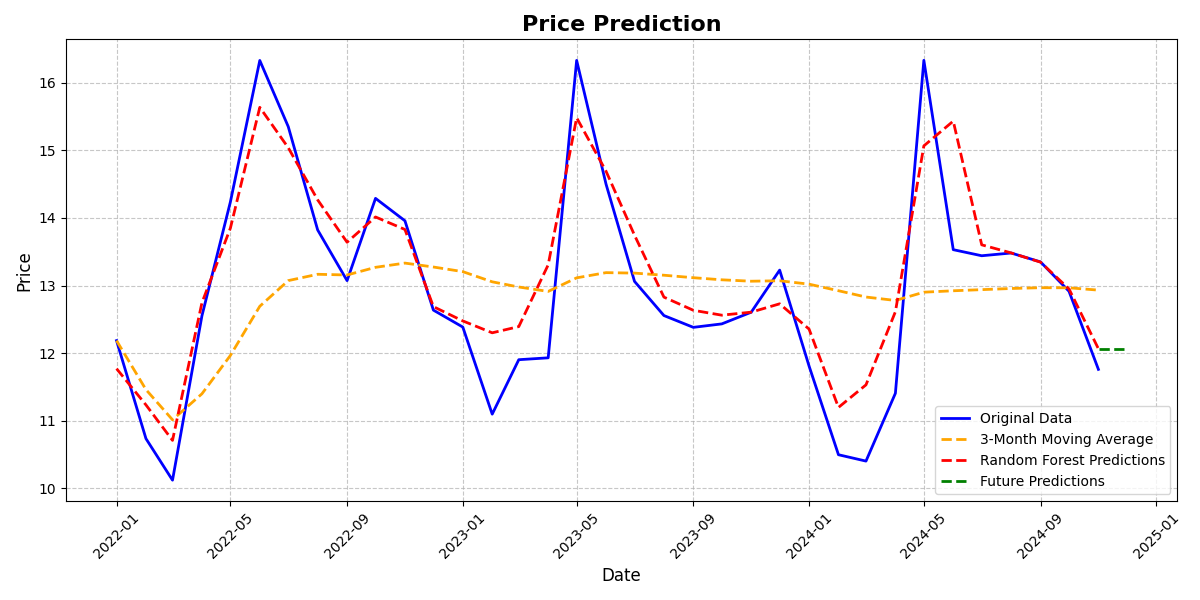 Price Prediction
Price
16
15
14
13
12
11
10
Original Data
3-Month Moving Average
Random Forest Predictions
Future Predictions
2022-01
2022-05
2022-09
2023-01
2023-05
2023-09
2024-01
2024-05
2024-09
2025-01
Date